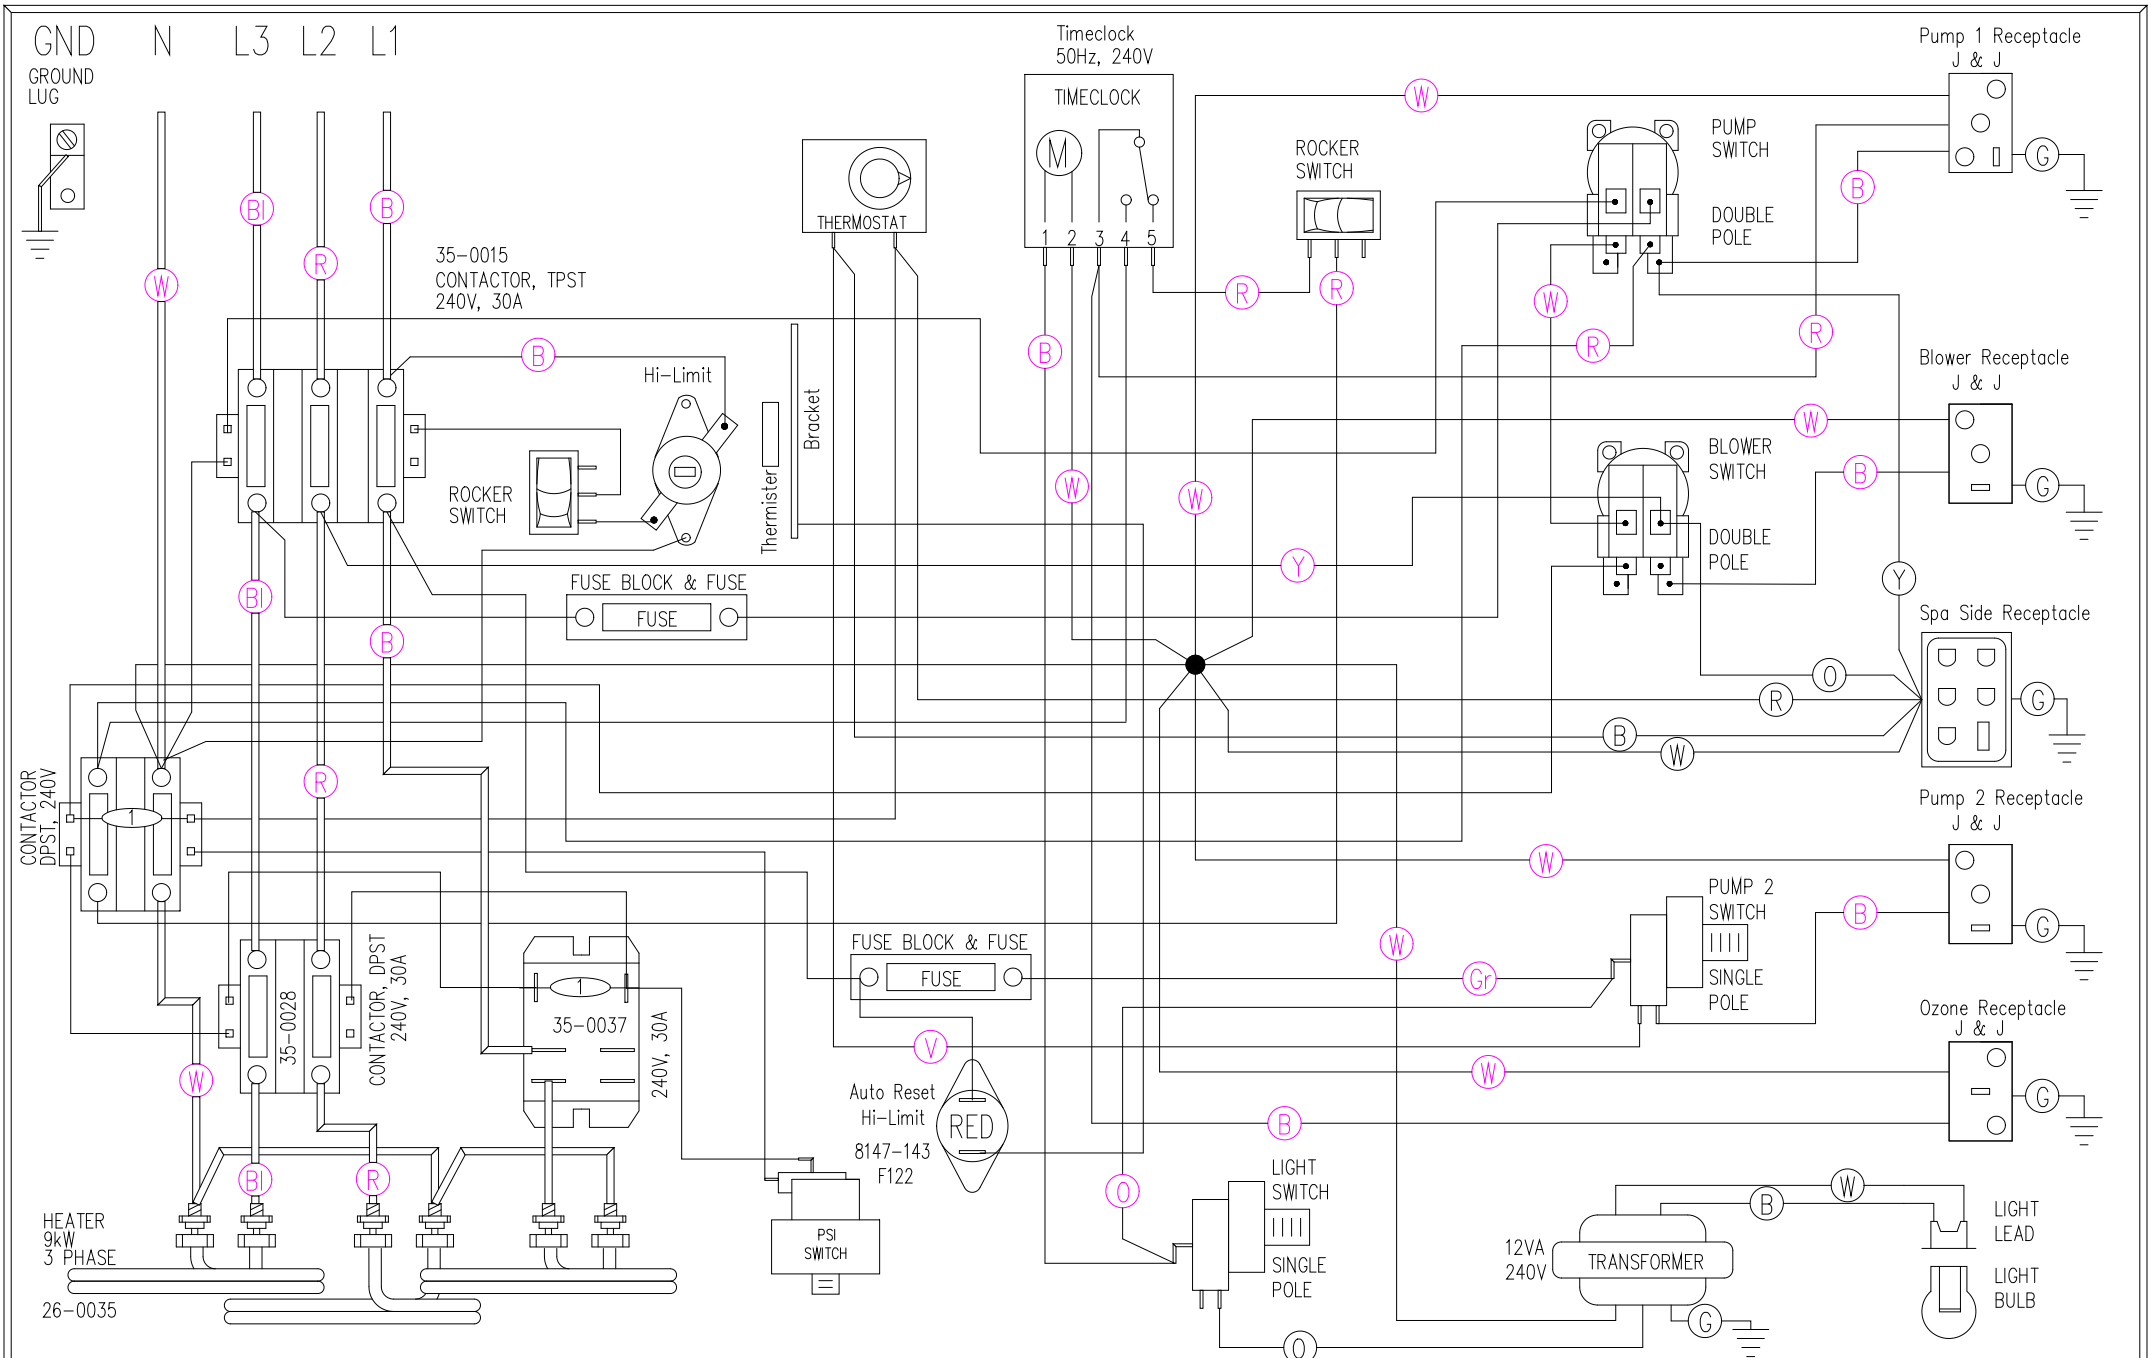 GND N L3 L2 L1
GROUND
LUG
Timeclock
50Hz, 240V
TIMECLOCK
M
1 2 3 4 5
THERMOSTAT
ROCKER
SWITCH
PUMP
SWITCH
DOUBLE
POLE
Pump 1 Receptacle
J & J
G
W
B
R
Bl
B
R
W
35-0015
CONTACTOR, TPST
240V, 30A
B
Hi-Limit
Thermister
Bracket
ROCKER
SWITCH
R
R
B
W
R
W
W
Blower Receptacle
J & J
W
B
G
BLOWER
SWITCH
DOUBLE
POLE
Y
Y
FUSE BLOCK & FUSE
FUSE
Bl
B
R
Spa Side Receptacle
O
R
B
W
G
CONTACTOR
DPST, 240V
1
Pump 2 Receptacle
J & J
W
B
G
PUMP 2
SWITCH
SINGLE
POLE
W
FUSE BLOCK & FUSE
FUSE
Gr
V
35-0028
CONTACTOR, DPST
240V, 30A
1
35-0037
240V, 30A
W
Auto Reset
Hi-Limit
8147-143
F122
RED
Ozone Receptacle
J & J
W
B
G
O
LIGHT
SWITCH
SINGLE
POLE
Bl
R
HEATER
9kW
3 PHASE
26-0035
PSI
SWITCH
12VA
240V
TRANSFORMER
W
B
G
O
LIGHT
LEAD
LIGHT
BULB